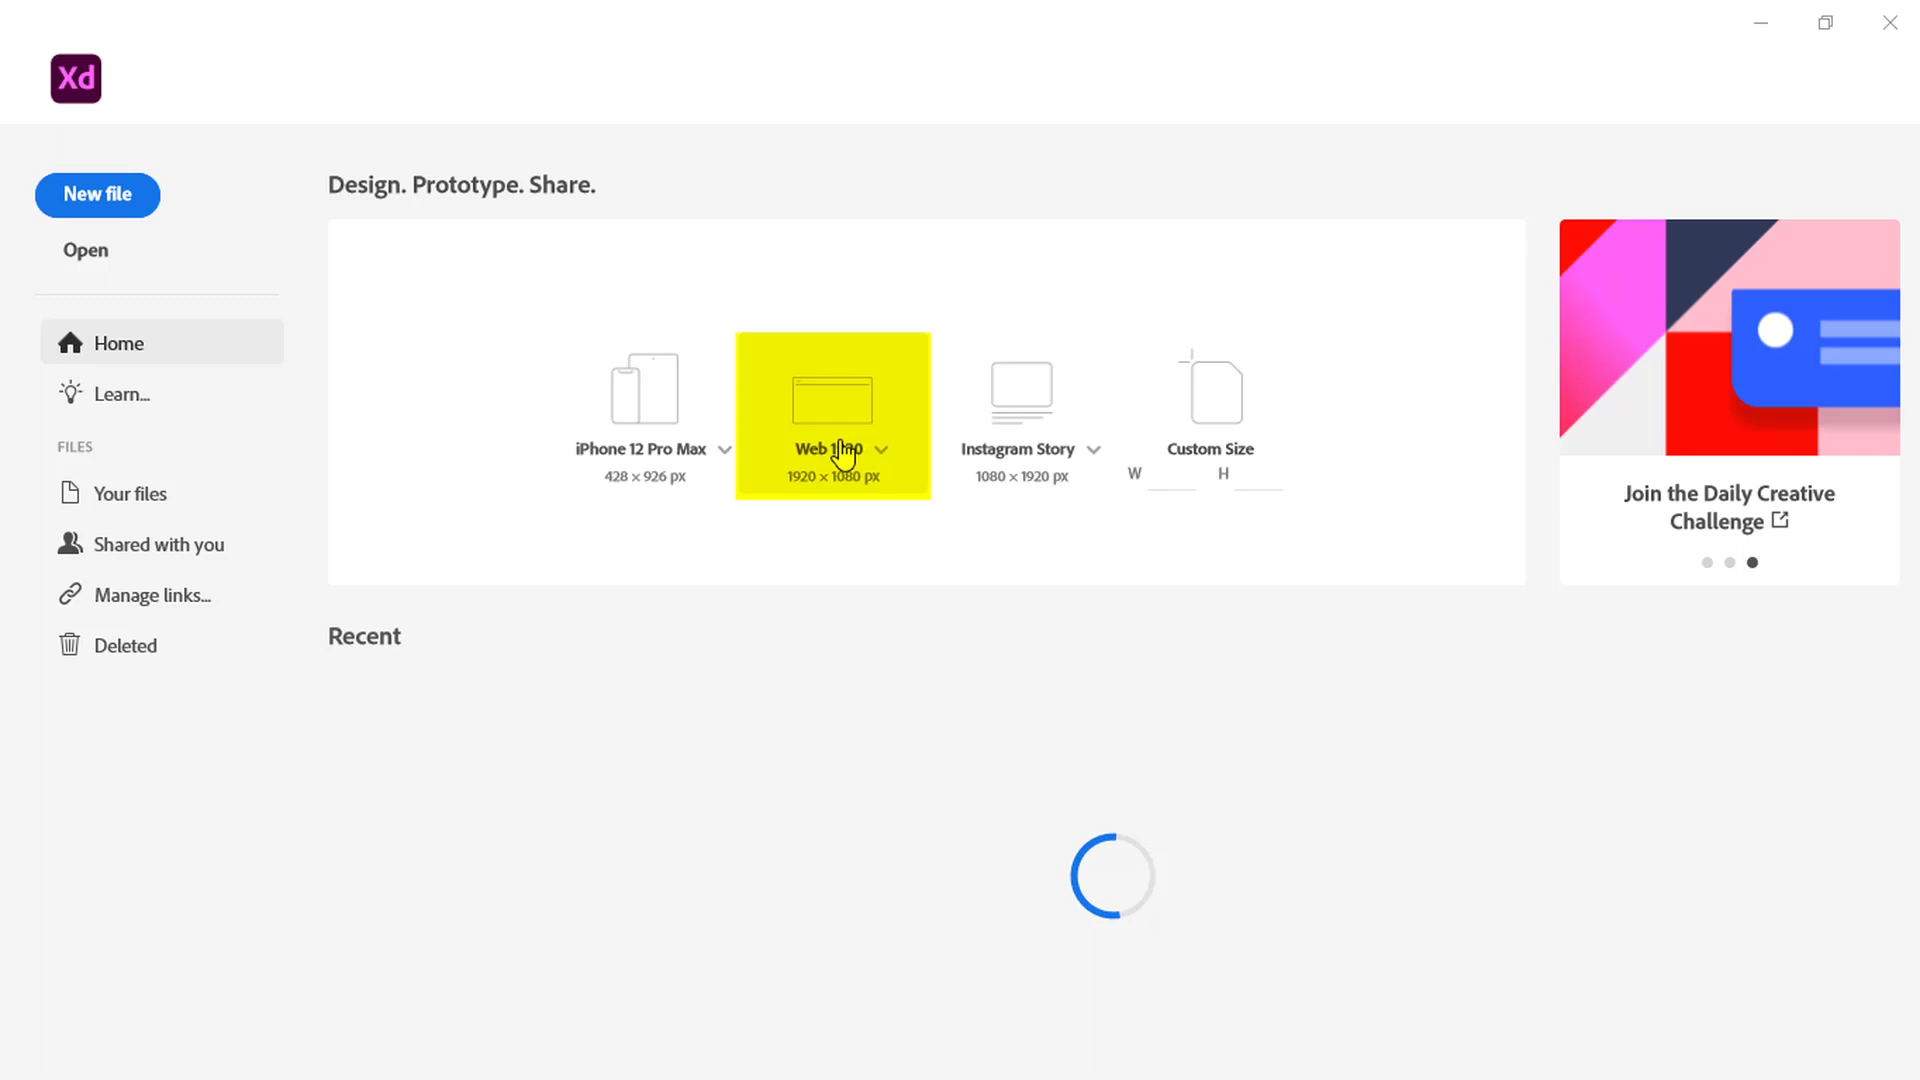 Xd
New file
Open
Home
Learn...
FILES
Your files
Shared with you
Manage links...
Deleted
Design. Prototype. Share.
iPhone 12 Pro Max
428 × 926 px
Web
1920 × 1080 px
Instagram Story
1080 × 1920 px
Custom Size
W
H
Join the Daily Creative
Challenge
Recent